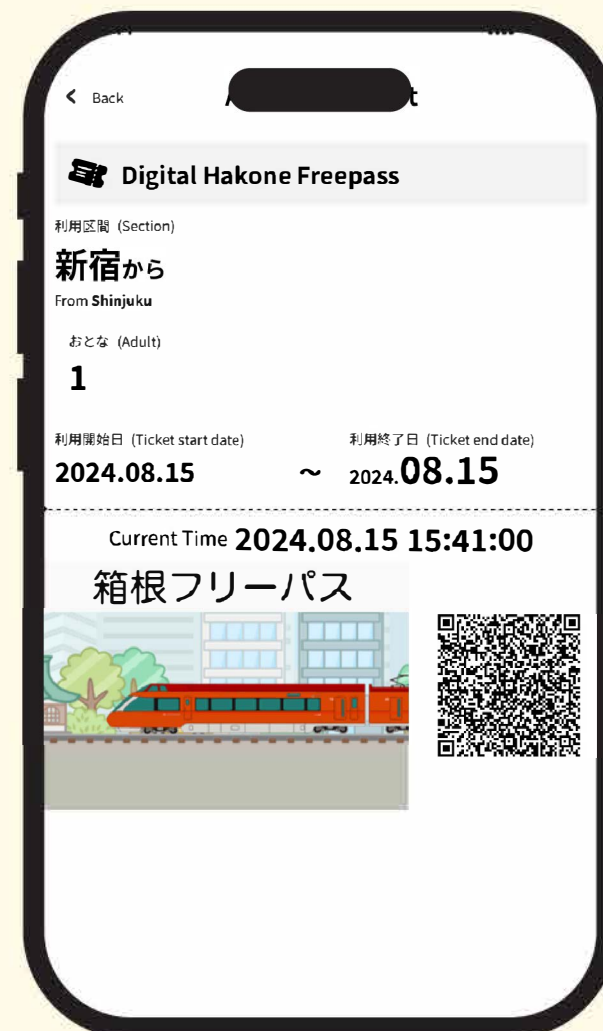 Back
Digital Hakone Freepass
利用区間 (Section)
新宿から
From Shinjuku
おとな (Adult)
1
利用開始日 (Ticket start date) 利用終了日 (Ticket end date)
2024.08.15 ～ 2024.08.15
Current Time 2024.08.15 15:41:00
箱根フリーパス